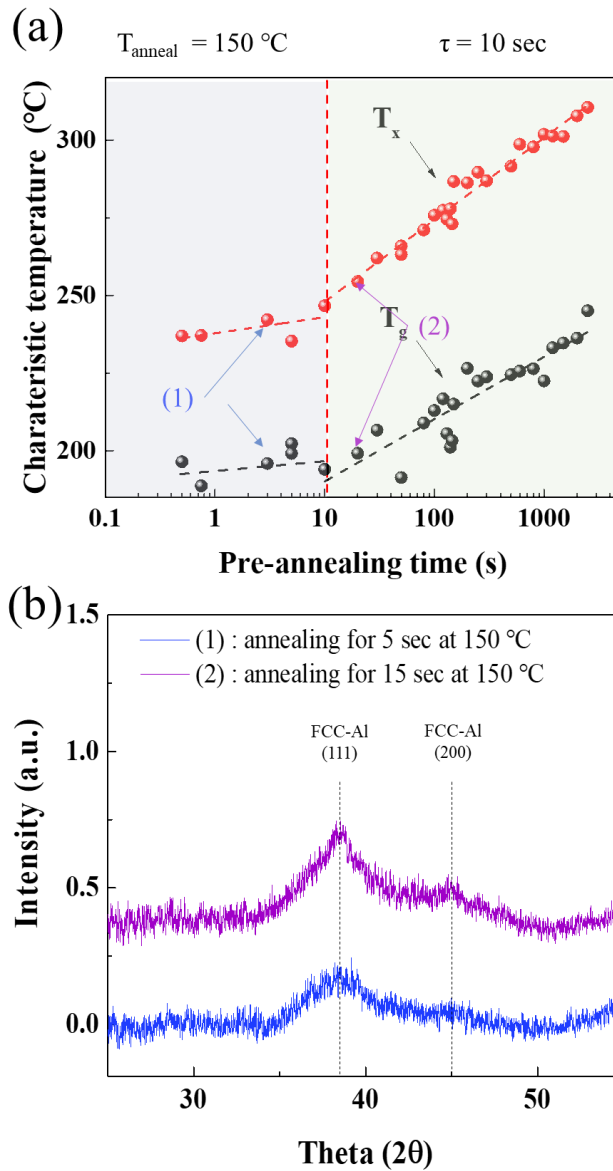 (a)
T_anneal = 150 °C
τ = 10 sec
Charateristic temperature (℃)
300
250
200
T_x
T_g
(1)
(2)
0.1 1 10 100 1000
Pre-annealing time (s)
(b)
1.5
(1) : annealing for 5 sec at 150 ℃
(2) : annealing for 15 sec at 150 ℃
FCC-Al
(111)
FCC-Al
(200)
1.0
0.5
0.0
Intensity (a.u.)
30 40 50
Theta (2θ)